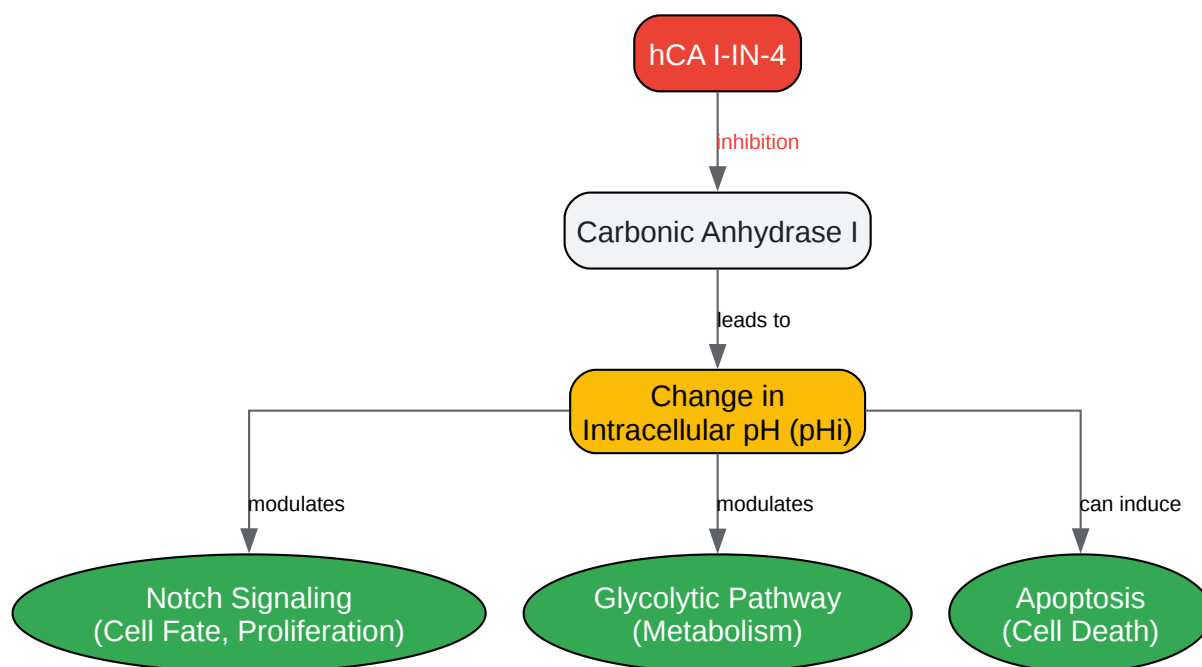 hCA I-IN-4
inhibition
Carbonic Anhydrase I
leads to
Change in
Intracellular pH (pHi)
modulates
modulates
can induce
Notch Signaling
(Cell Fate, Proliferation)
Glycolytic Pathway
(Metabolism)
Apoptosis
(Cell Death)